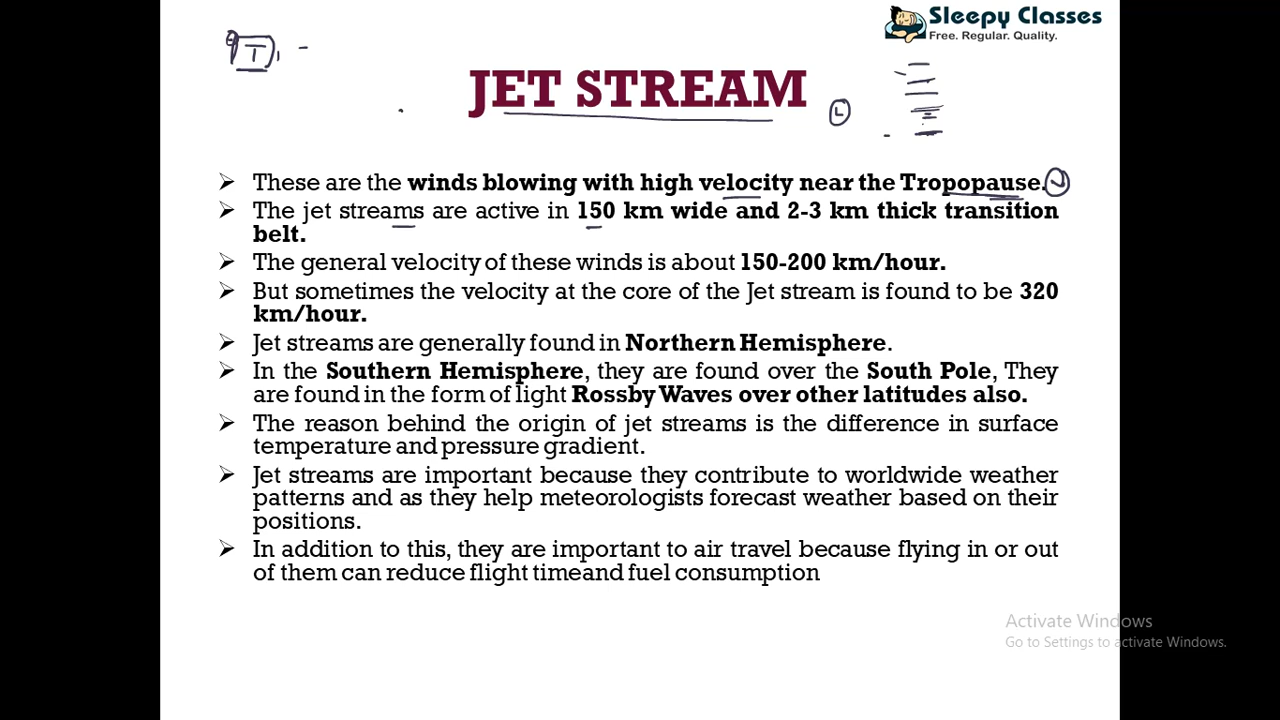 Sleepy Classes
Free. Regular. Quality.
T
JET STREAM
L
➢ These are the winds blowing with high velocity near the Tropopause.
➢ The jet streams are active in 150 km wide and 2-3 km thick transition
belt.
➢ The general velocity of these winds is about 150-200 km/hour.
➢ But sometimes the velocity at the core of the Jet stream is found to be 320
km/hour.
➢ Jet streams are generally found in Northern Hemisphere.
➢ In the Southern Hemisphere, they are found over the South Pole, They
are found in the form of light Rossby Waves over other latitudes also.
➢ The reason behind the origin of jet streams is the difference in surface
temperature and pressure gradient.
➢ Jet streams are important because they contribute to worldwide weather
patterns and as they help meteorologists forecast weather based on their
positions.
➢ In addition to this, they are important to air travel because flying in or out
of them can reduce flight timeand fuel consumption
Activate Windows
Go to Settings to activate Windows.